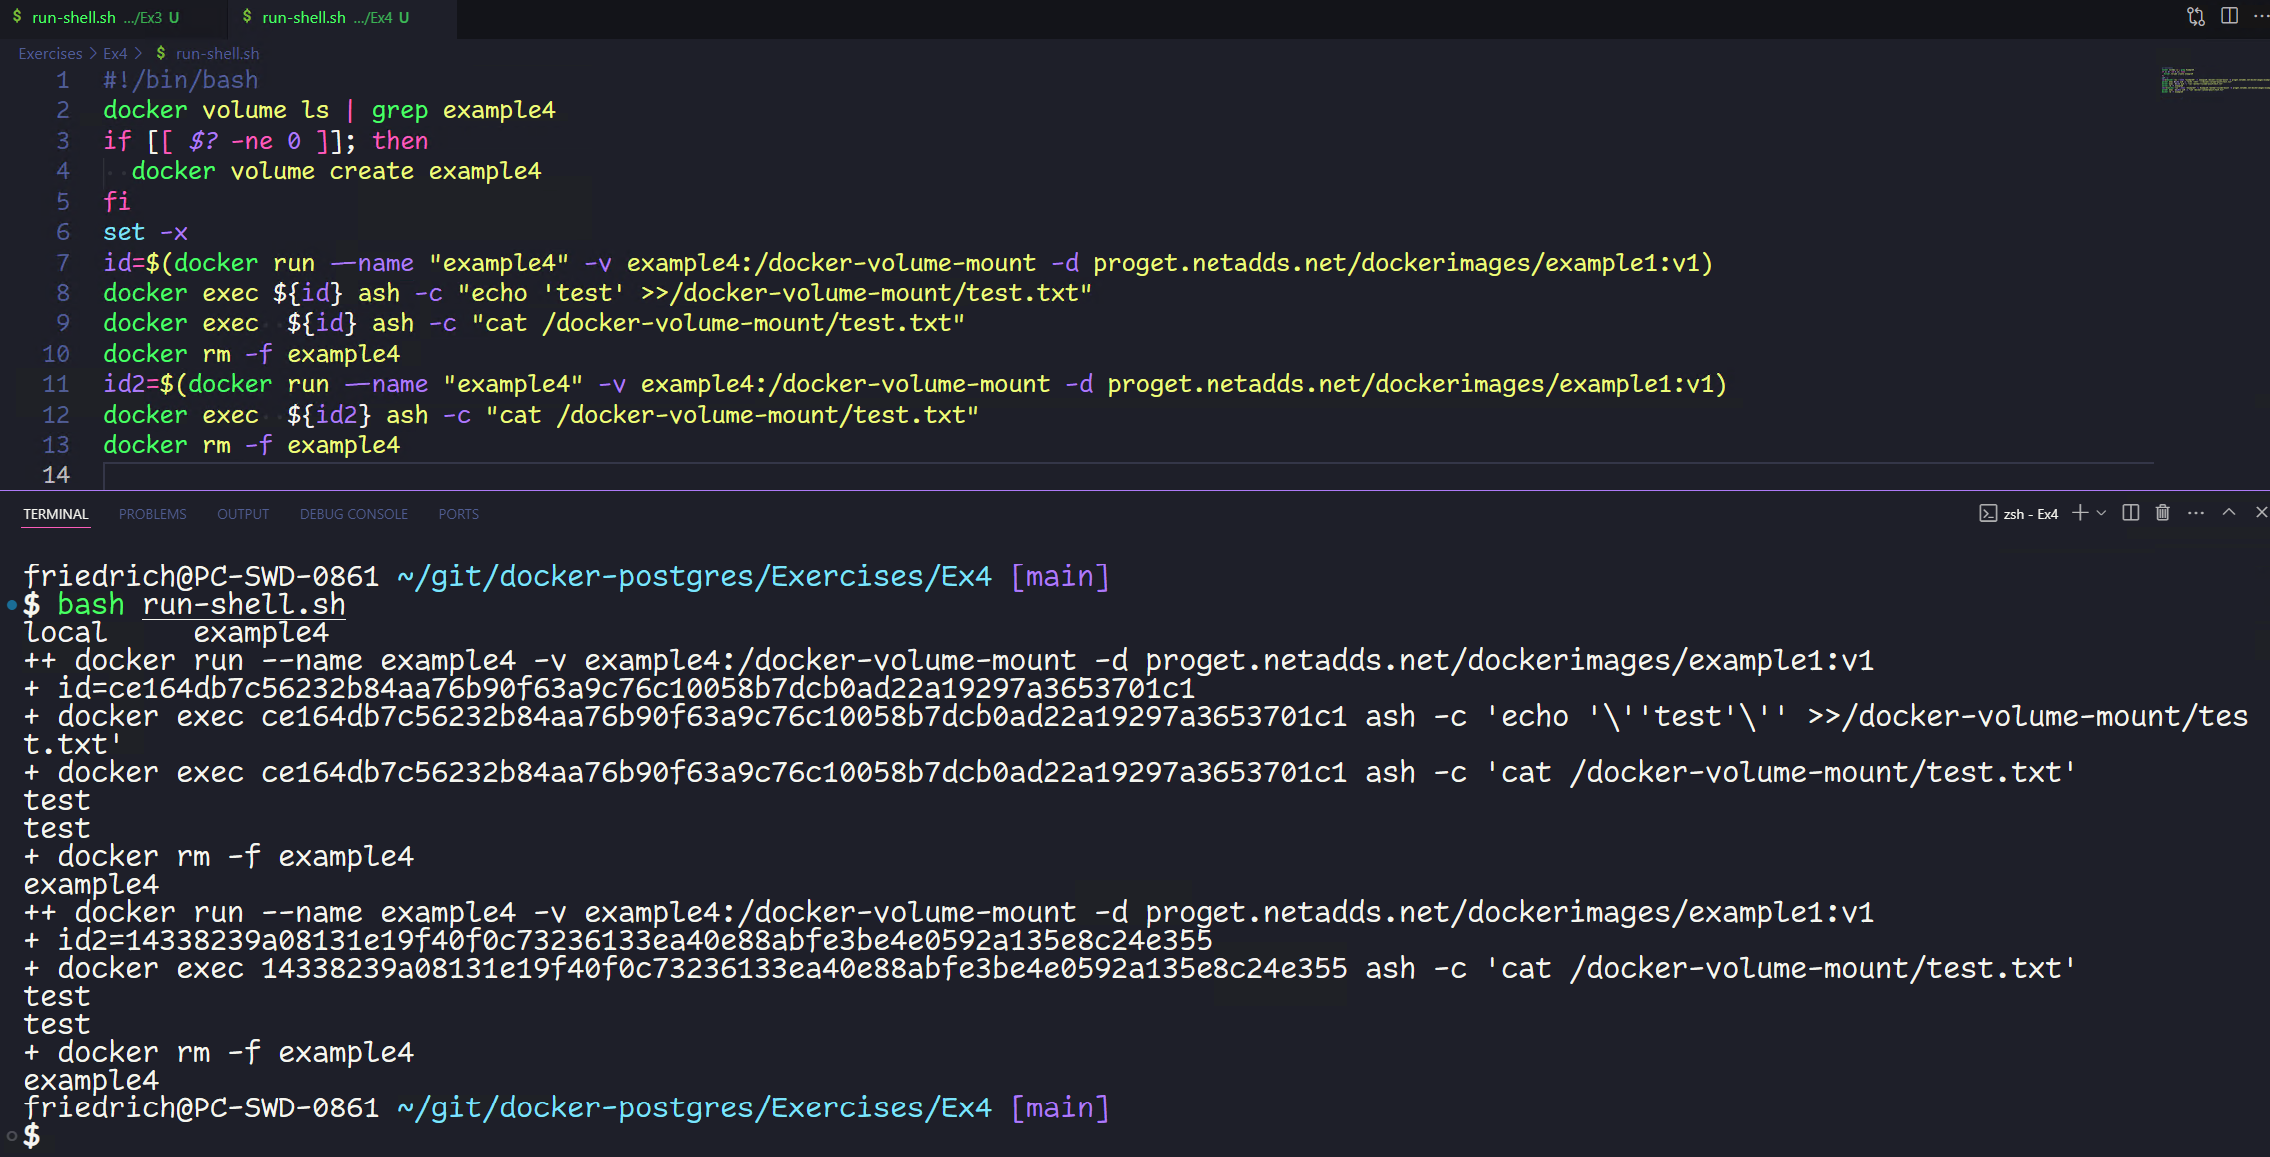 $ run-shell.sh .../Ex3 U $ run-shell.sh .../Ex4 U
Exercises > Ex4 > $ run-shell.sh
1 #!/bin/bash
2 docker volume ls | grep example4
3 if [[ $? -ne 0 ]]; then
4   docker volume create example4
5 fi
6 set -x
7 id=$(docker run --name "example4" -v example4:/docker-volume-mount -d proget.netadds.net/dockerimages/example1:v1)
8 docker exec ${id} ash -c "echo 'test' >>/docker-volume-mount/test.txt"
9 docker exec  ${id} ash -c "cat /docker-volume-mount/test.txt"
10 docker rm -f example4
11 id2=$(docker run --name "example4" -v example4:/docker-volume-mount -d proget.netadds.net/dockerimages/example1:v1)
12 docker exec  ${id2} ash -c "cat /docker-volume-mount/test.txt"
13 docker rm -f example4
14
TERMINAL PROBLEMS OUTPUT DEBUG CONSOLE PORTS zsh - Ex4
friedrich@PC-SWD-0861 ~/git/docker-postgres/Exercises/Ex4 [main]
$ bash run-shell.sh
local     example4
++ docker run --name example4 -v example4:/docker-volume-mount -d proget.netadds.net/dockerimages/example1:v1
+ id=ce164db7c56232b84aa76b90f63a9c76c10058b7dcb0ad22a19297a3653701c1
+ docker exec ce164db7c56232b84aa76b90f63a9c76c10058b7dcb0ad22a19297a3653701c1 ash -c 'echo '\''test'\'' >>/docker-volume-mount/tes
t.txt'
+ docker exec ce164db7c56232b84aa76b90f63a9c76c10058b7dcb0ad22a19297a3653701c1 ash -c 'cat /docker-volume-mount/test.txt'
test
test
+ docker rm -f example4
example4
++ docker run --name example4 -v example4:/docker-volume-mount -d proget.netadds.net/dockerimages/example1:v1
+ id2=14338239a08131e19f40f0c73236133ea40e88abfe3be4e0592a135e8c24e355
+ docker exec 14338239a08131e19f40f0c73236133ea40e88abfe3be4e0592a135e8c24e355 ash -c 'cat /docker-volume-mount/test.txt'
test
test
+ docker rm -f example4
example4
friedrich@PC-SWD-0861 ~/git/docker-postgres/Exercises/Ex4 [main]
$